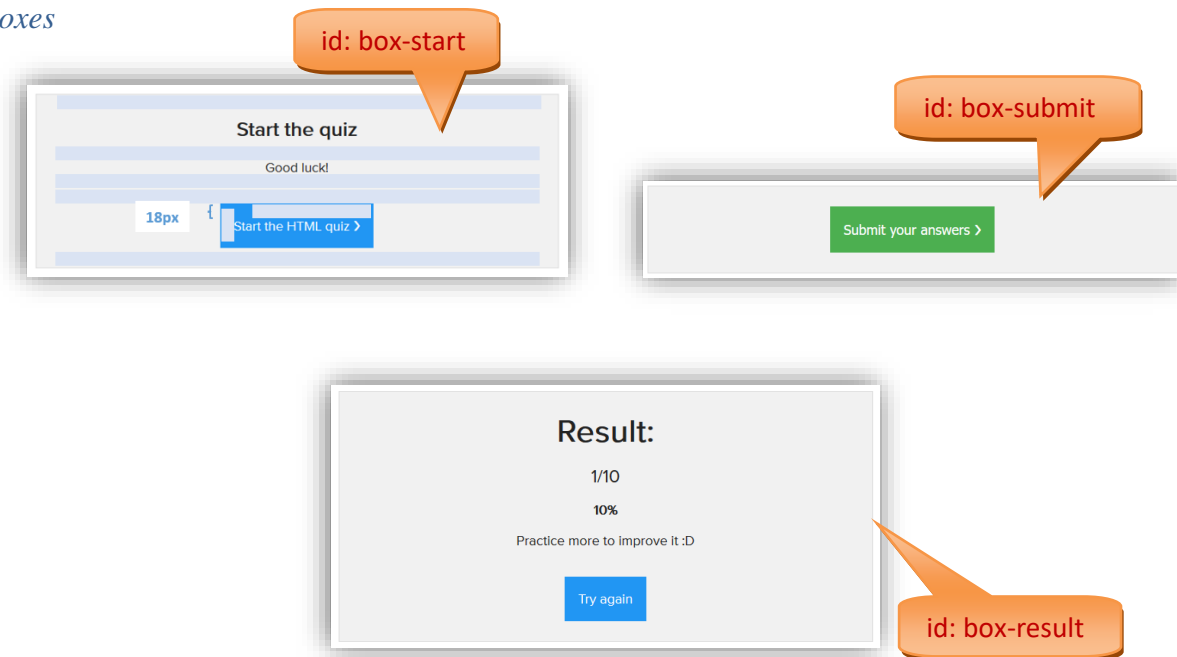 oxes
id: box-start
Start the quiz
Good luck!
18px {
Start the HTML quiz ❯
id: box-submit
Submit your answers ❯
Result:
1/10
10%
Practice more to improve it :D
Try again
id: box-result